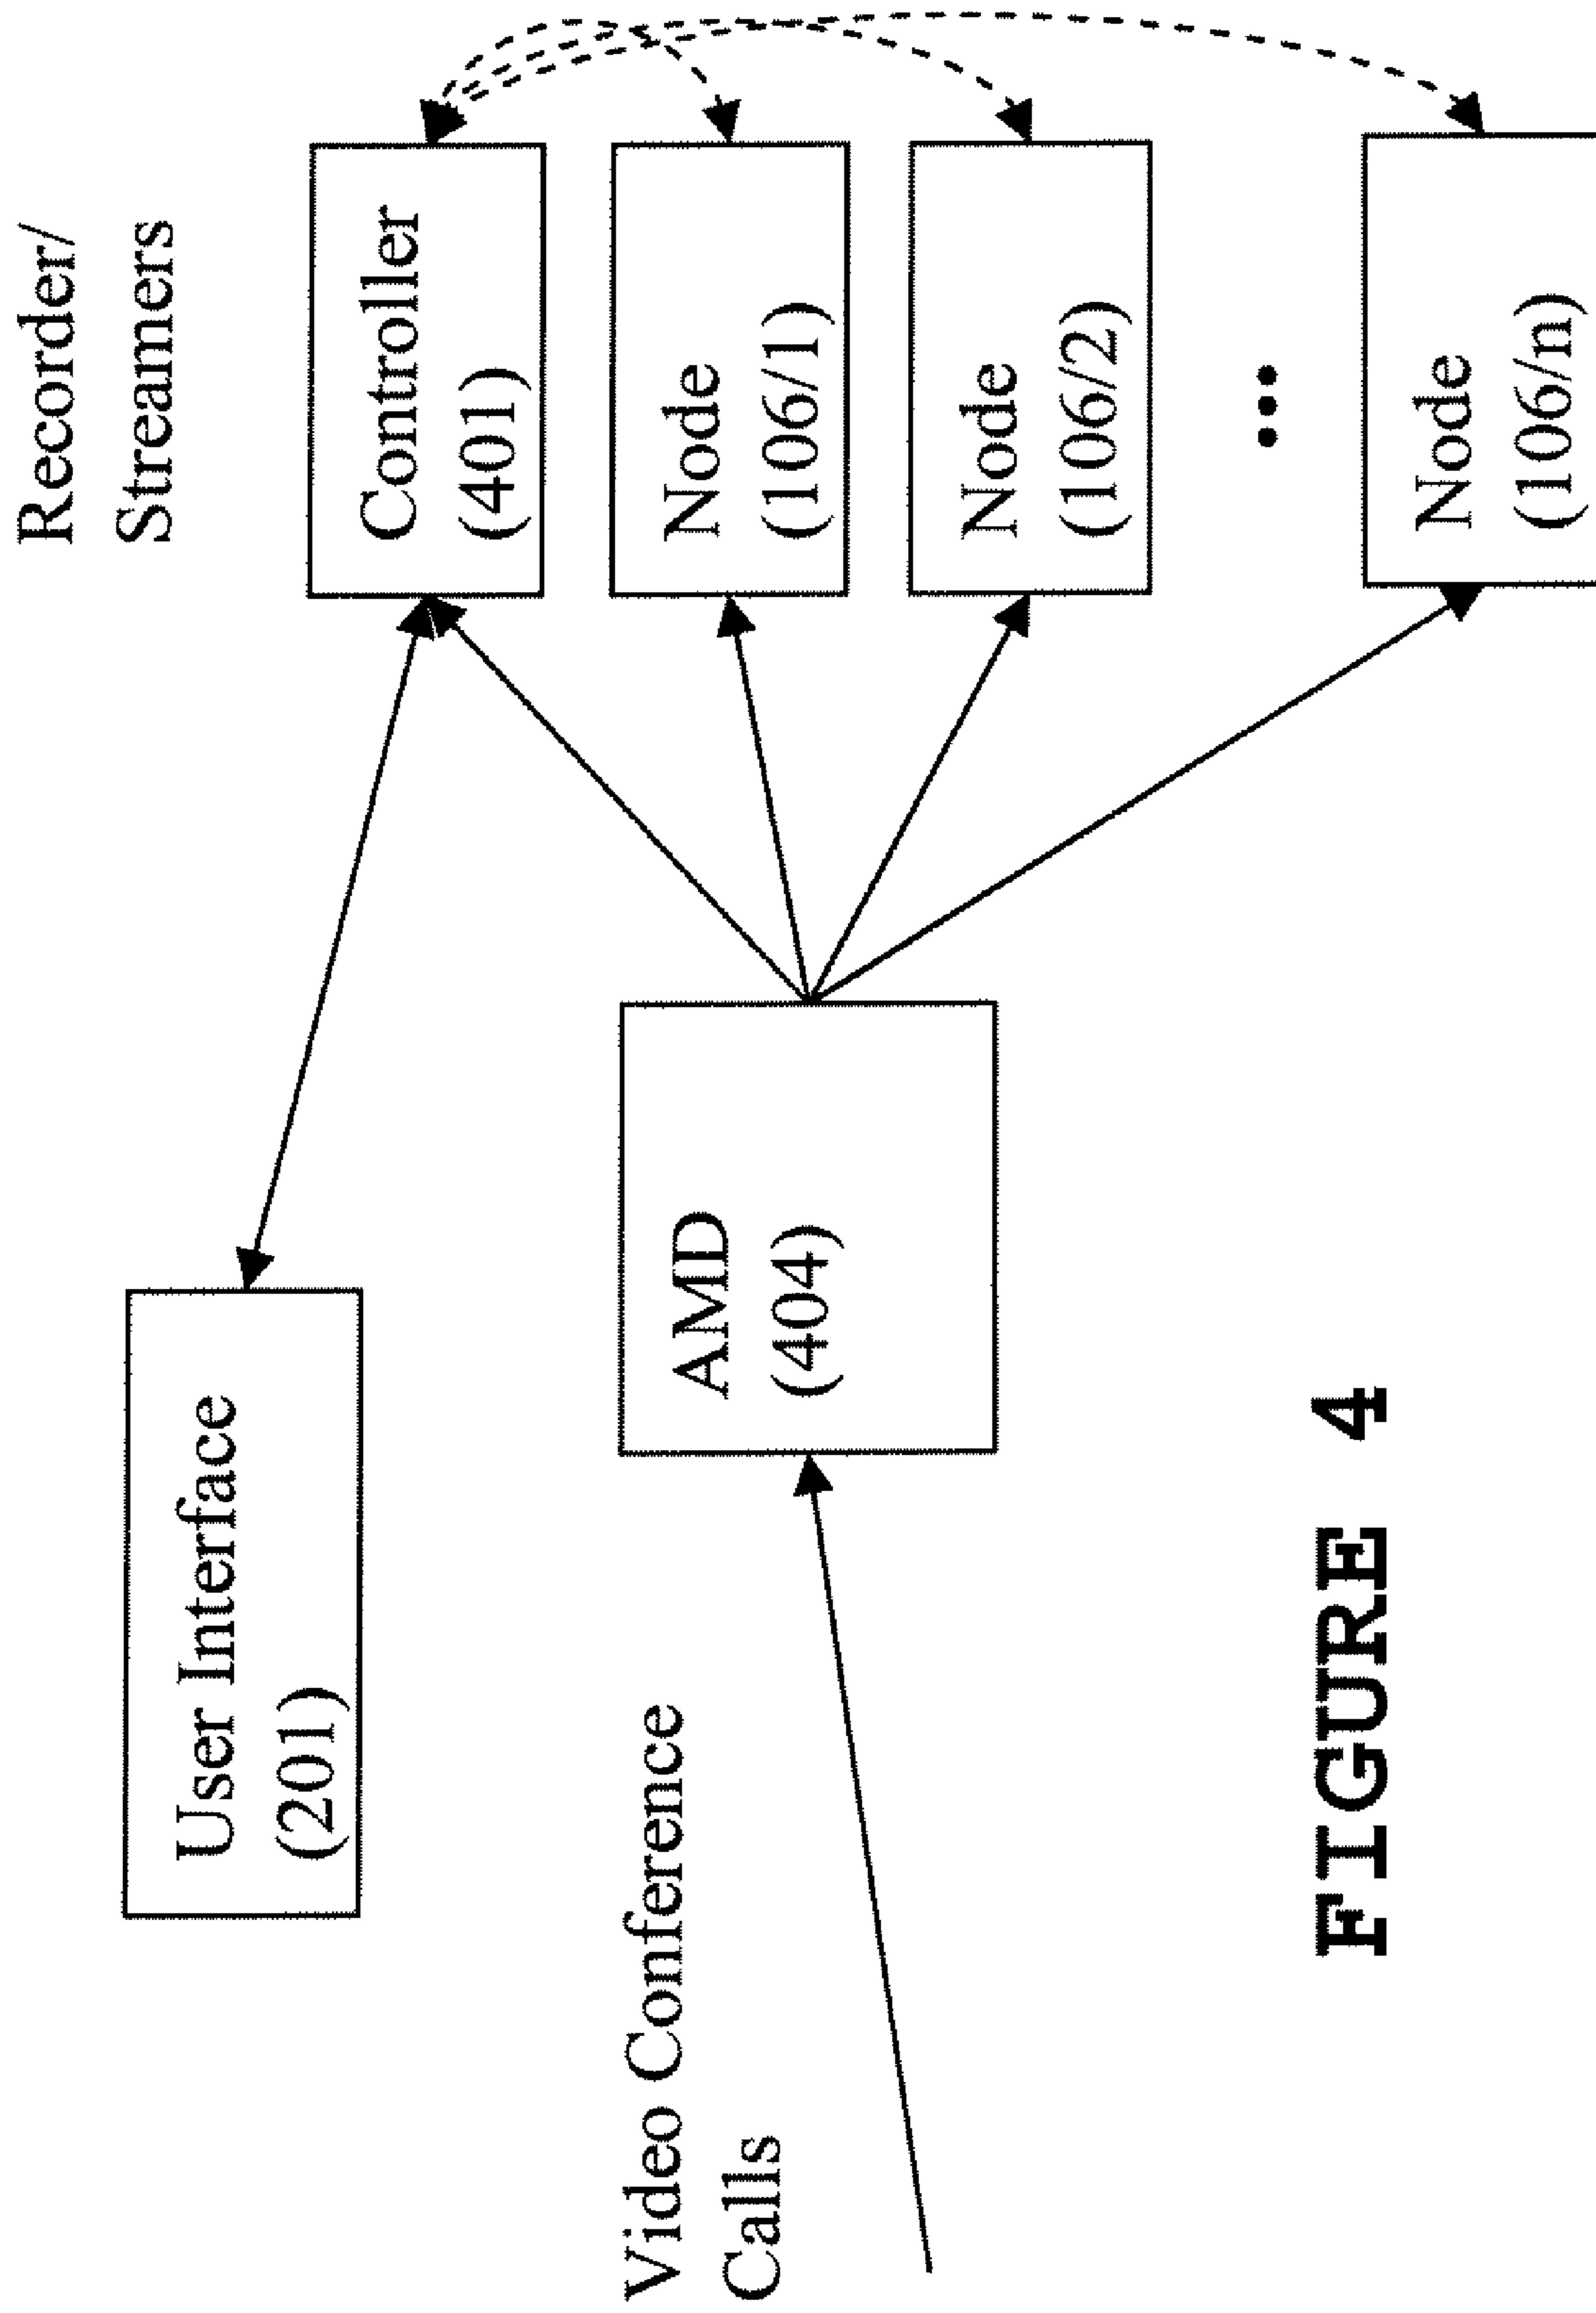 Recorder/
Streamers
User Interface
(201)
Controller
(401)
Video Conference
Calls
AMD
(404)
Node
(106/1)
Node
(106/2)
...
Node
(106/n)
FIGURE 4